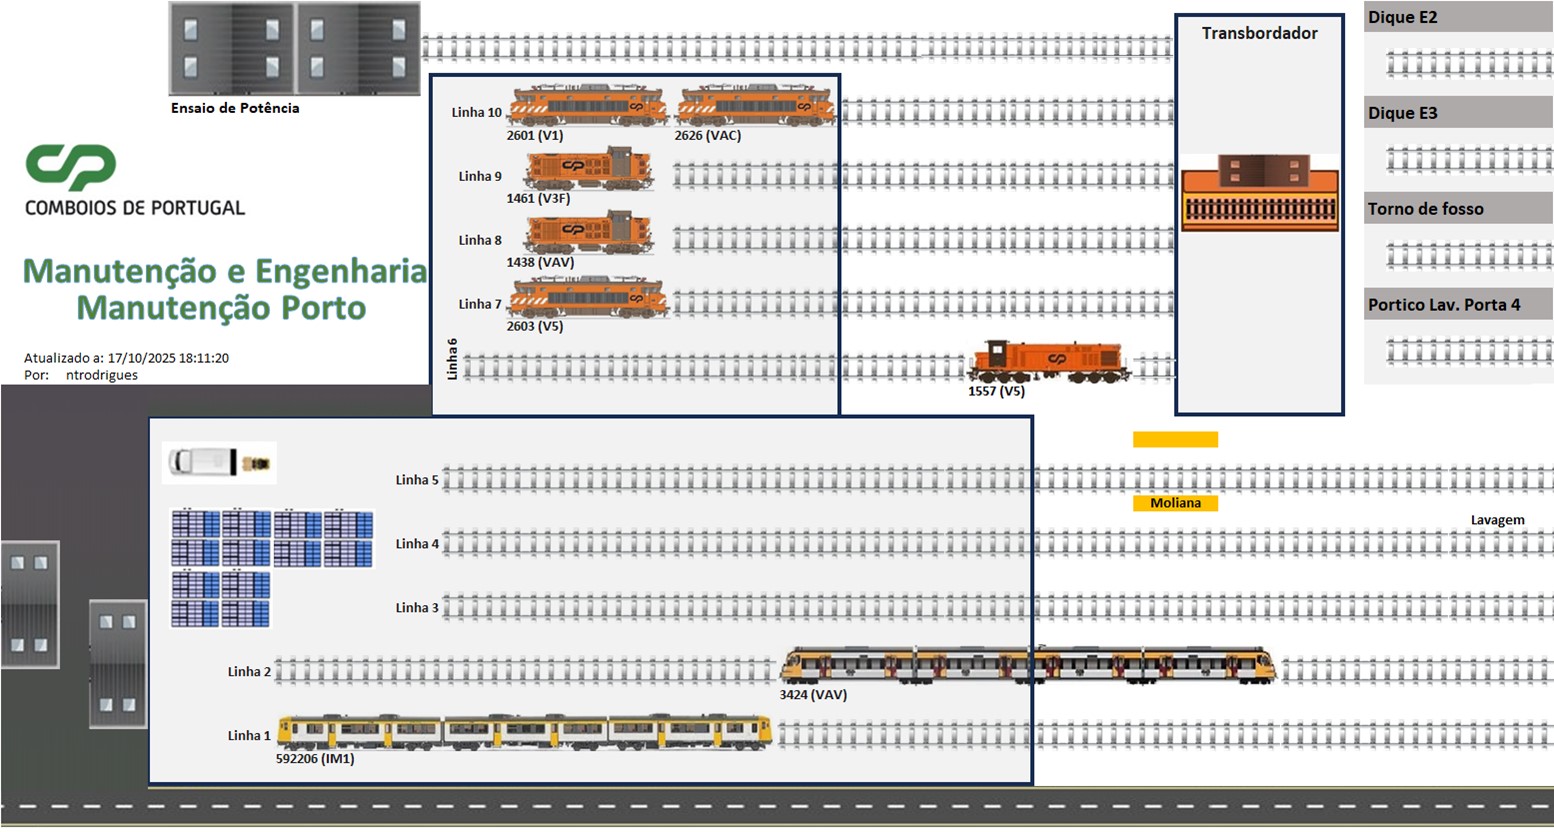 Ensaio de Potência
CP
COMBOIOS DE PORTUGAL
Manutenção e Engenharia
Manutenção Porto
Atualizado a: 17/10/2025 18:11:20
Por: ntrodrigues
Linha 10
2601 (V1)
2626 (VAC)
Linha 9
1461 (V3F)
Linha 8
1438 (VAV)
Linha 7
2603 (V5)
Linha 6
1557 (V5)
Transbordador
Dique E2
Dique E3
Torno de fosso
Portico Lav. Porta 4
Linha 5
Moliana
Lavagem
Linha 4
Linha 3
Linha 2
3424 (VAV)
Linha 1
592206 (IM1)